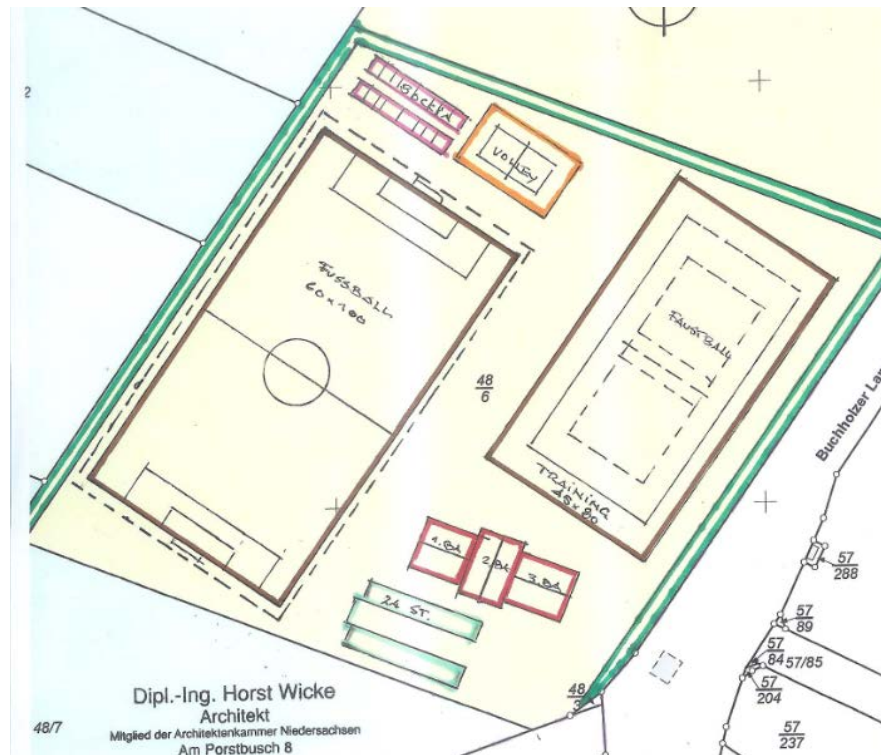 2
VOLLEY
FUSSBALL
60 x 100
FAUSTBALL
48
6
Buchholzer Lan
TRAINING
45 x 80
1. BA
2. BA
3. BA
24 ST.
57
288
57
89
57
84
57/85
57
204
57
237
48
3
48/7
Dipl.-Ing. Horst Wicke
Architekt
Mitglied der Architektenkammer Niedersachsen
Am Porstbusch 8